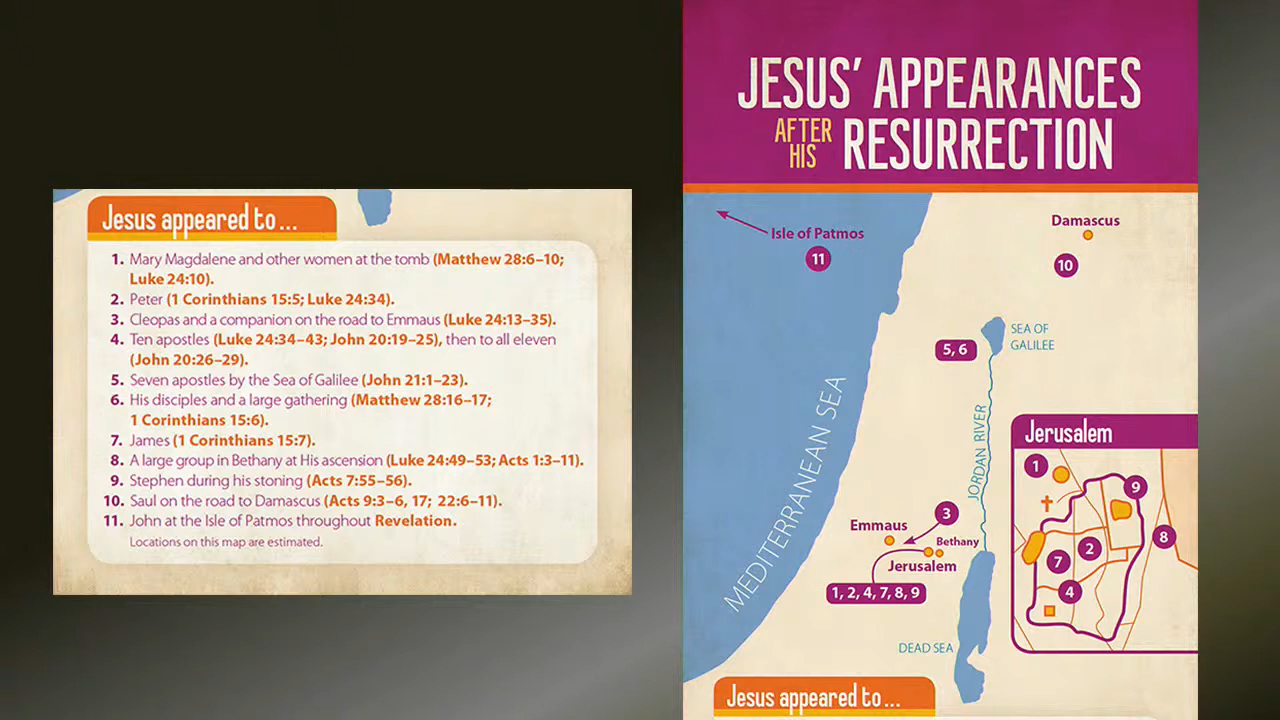 Jesus appeared to...
1. Mary Magdalene and other women at the tomb (Matthew 28:6–10;
Luke 24:10).
2. Peter (1 Corinthians 15:5; Luke 24:34).
3. Cleopas and a companion on the road to Emmaus (Luke 24:13–35).
4. Ten apostles (Luke 24:34–43; John 20:19–25), then to all eleven
(John 20:26–29).
5. Seven apostles by the Sea of Galilee (John 21:1–23).
6. His disciples and a large gathering (Matthew 28:16–17;
1 Corinthians 15:6).
7. James (1 Corinthians 15:7).
8. A large group in Bethany at His ascension (Luke 24:49–53; Acts 1:3–11).
9. Stephen during his stoning (Acts 7:55–56).
10. Saul on the road to Damascus (Acts 9:3–6, 17; 22:6–11).
11. John at the Isle of Patmos throughout Revelation.
Locations on this map are estimated.
JESUS’ APPEARANCES
AFTER HIS RESURRECTION
Isle of Patmos
11
Damascus
10
SEA OF
GALILEE
5, 6
MEDITERRANEAN SEA
JORDAN RIVER
Jerusalem
1
9
8
2
7
4
3
Emmaus
Bethany
Jerusalem
1, 2, 4, 7, 8, 9
DEAD SEA
Jesus appeared to...